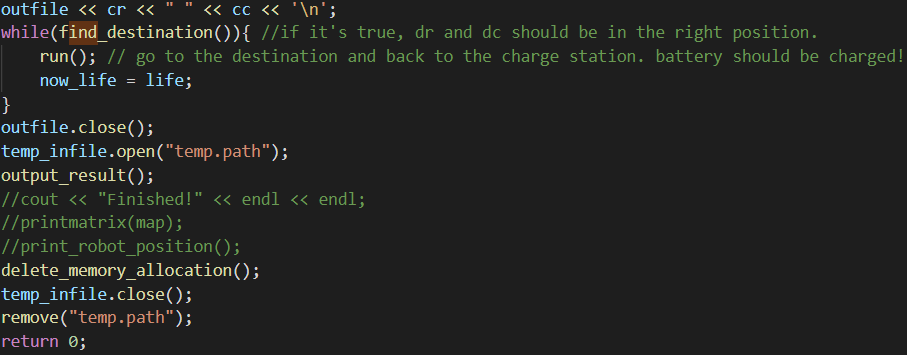 outfile << cr << " " << cc << '\n';
while(find_destination()){ //if it's true, dr and dc should be in the right position.
    run(); // go to the destination and back to the charge station. battery should be charged!
    now_life = life;
}
outfile.close();
temp_infile.open("temp.path");
output_result();
//cout << "Finished!" << endl << endl;
//printmatrix(map);
//print_robot_position();
delete_memory_allocation();
temp_infile.close();
remove("temp.path");
return 0;